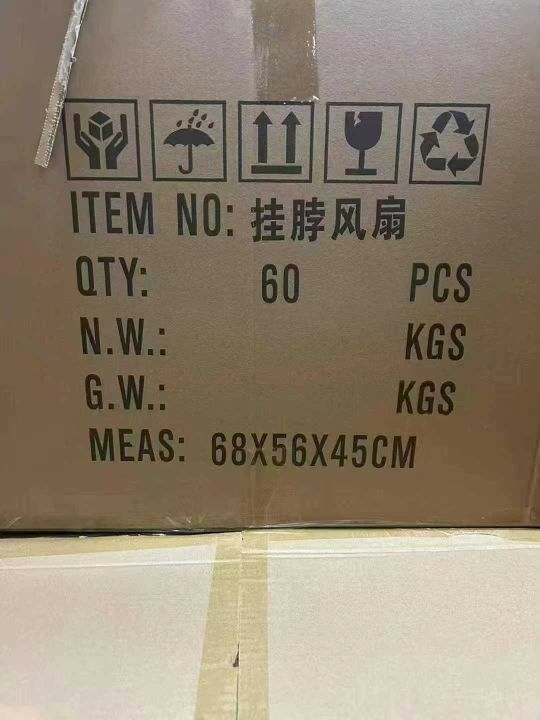 ITEM NO: 挂脖风扇
QTY: 60 PCS
N.W.: KGS
G.W.: KGS
MEAS: 68X56X45CM